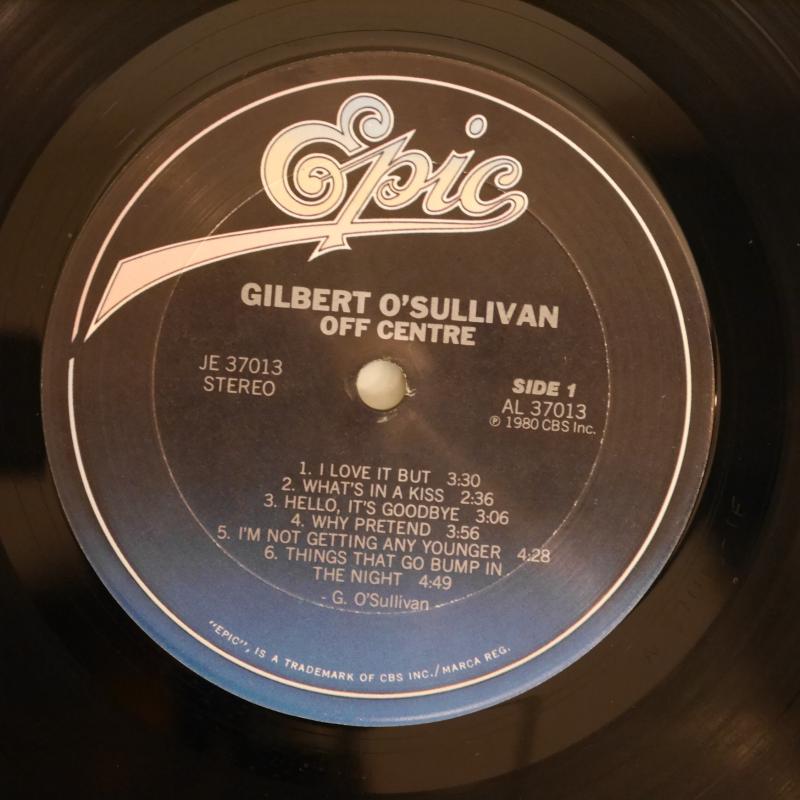 Epic
GILBERT O'SULLIVAN
OFF CENTRE
JE 37013
STEREO
SIDE 1
AL 37013
℗ 1980 CBS Inc.
1. I LOVE IT BUT 3:30
2. WHAT'S IN A KISS 2:36
3. HELLO, IT'S GOODBYE 3:06
4. WHY PRETEND 3:56
5. I'M NOT GETTING ANY YOUNGER 4:28
6. THINGS THAT GO BUMP IN
THE NIGHT 4:49
- G. O'Sullivan -
"EPIC", IS A TRADEMARK OF CBS INC./MARCA REG.